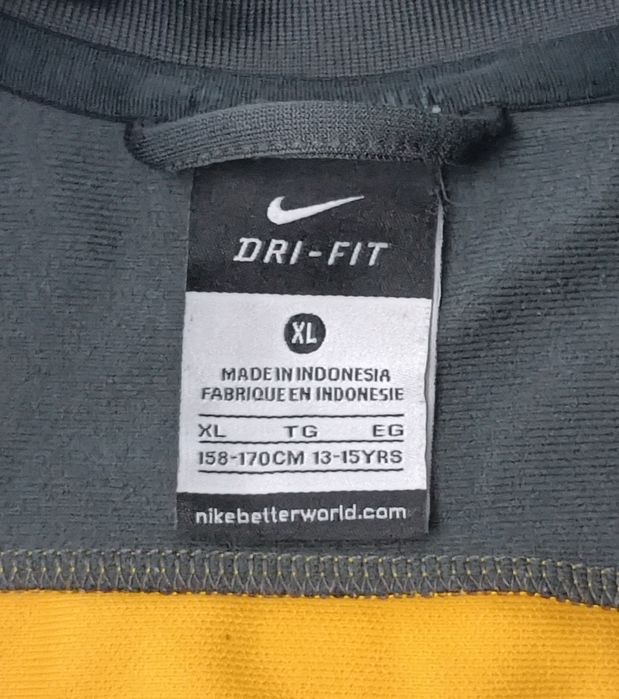 DRI-FIT
XL
MADE IN INDONESIA
FABRIQUE EN INDONESIE
XL TG EG
158-170CM 13-15YRS
nikebetterworld.com